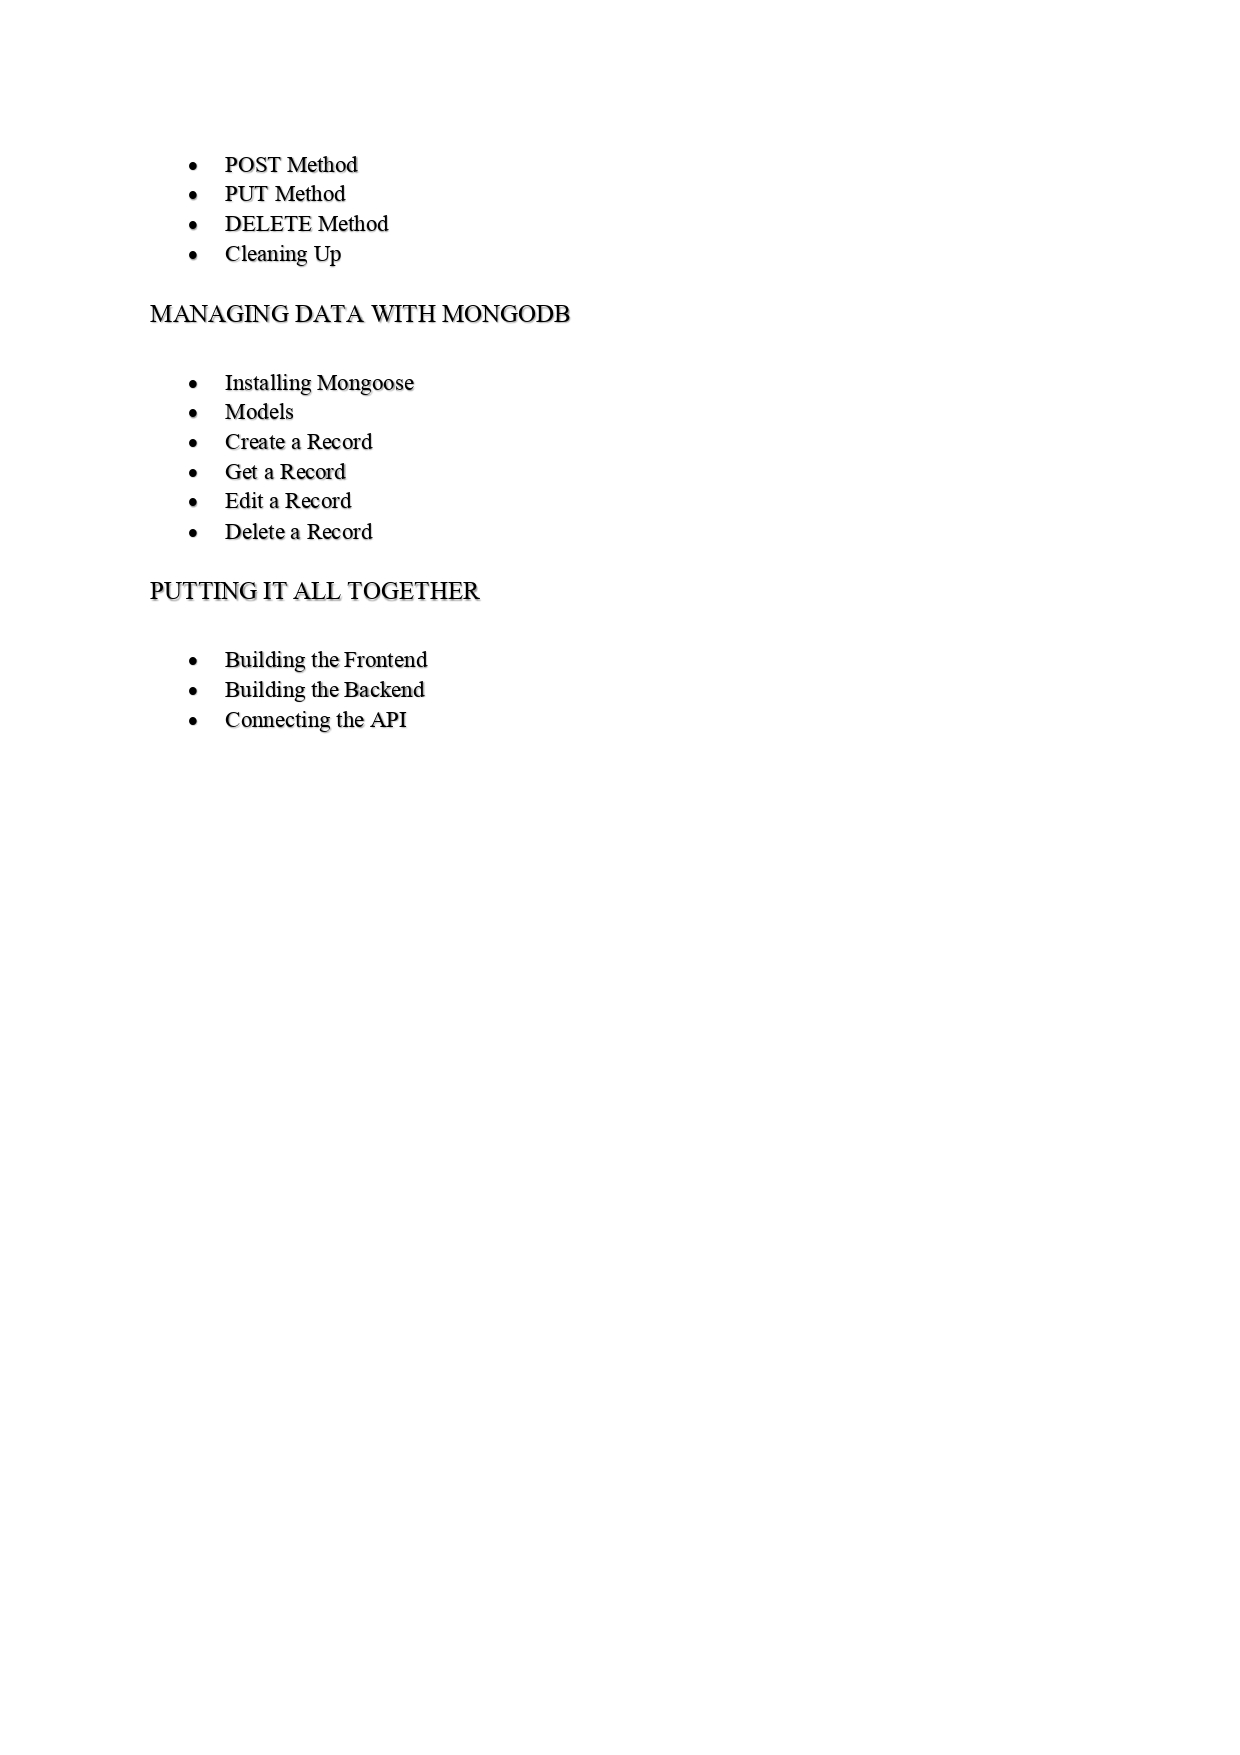 • POST Method
• PUT Method
• DELETE Method
• Cleaning Up
MANAGING DATA WITH MONGODB
• Installing Mongoose
• Models
• Create a Record
• Get a Record
• Edit a Record
• Delete a Record
PUTTING IT ALL TOGETHER
• Building the Frontend
• Building the Backend
• Connecting the API